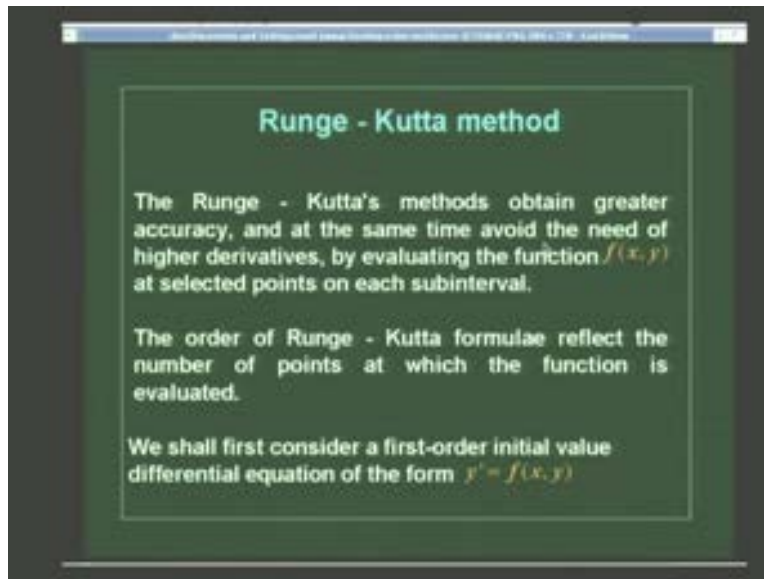 Runge - Kutta method
The Runge - Kutta's methods obtain greater
accuracy, and at the same time avoid the need of
higher derivatives, by evaluating the function f(x, y)
at selected points on each subinterval.
The order of Runge - Kutta formulae reflect the
number of points at which the function is
evaluated.
We shall first consider a first-order initial value
differential equation of the form y' = f(x, y)